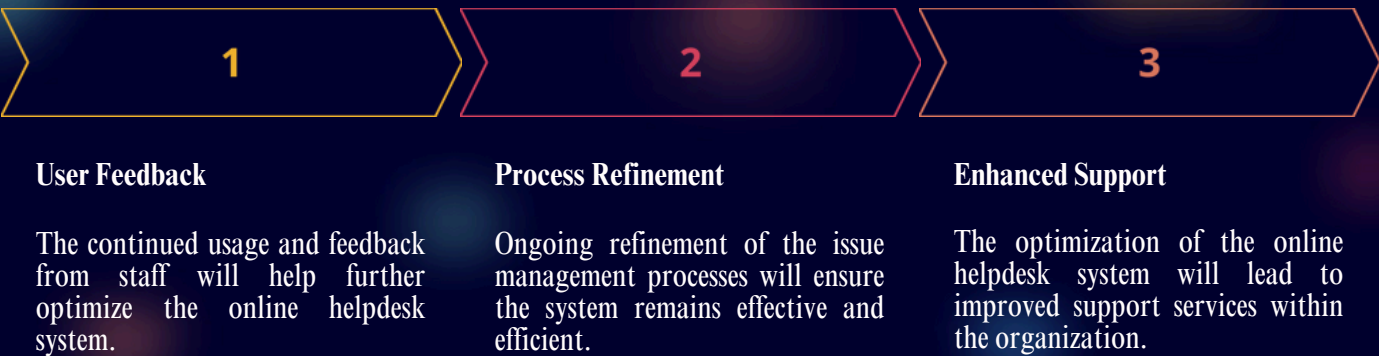 1
2
3
User Feedback
The continued usage and feedback
from staff will help further
optimize the online helpdesk
system.
Process Refinement
Ongoing refinement of the issue
management processes will ensure
the system remains effective and
efficient.
Enhanced Support
The optimization of the online
helpdesk system will lead to
improved support services within
the organization.